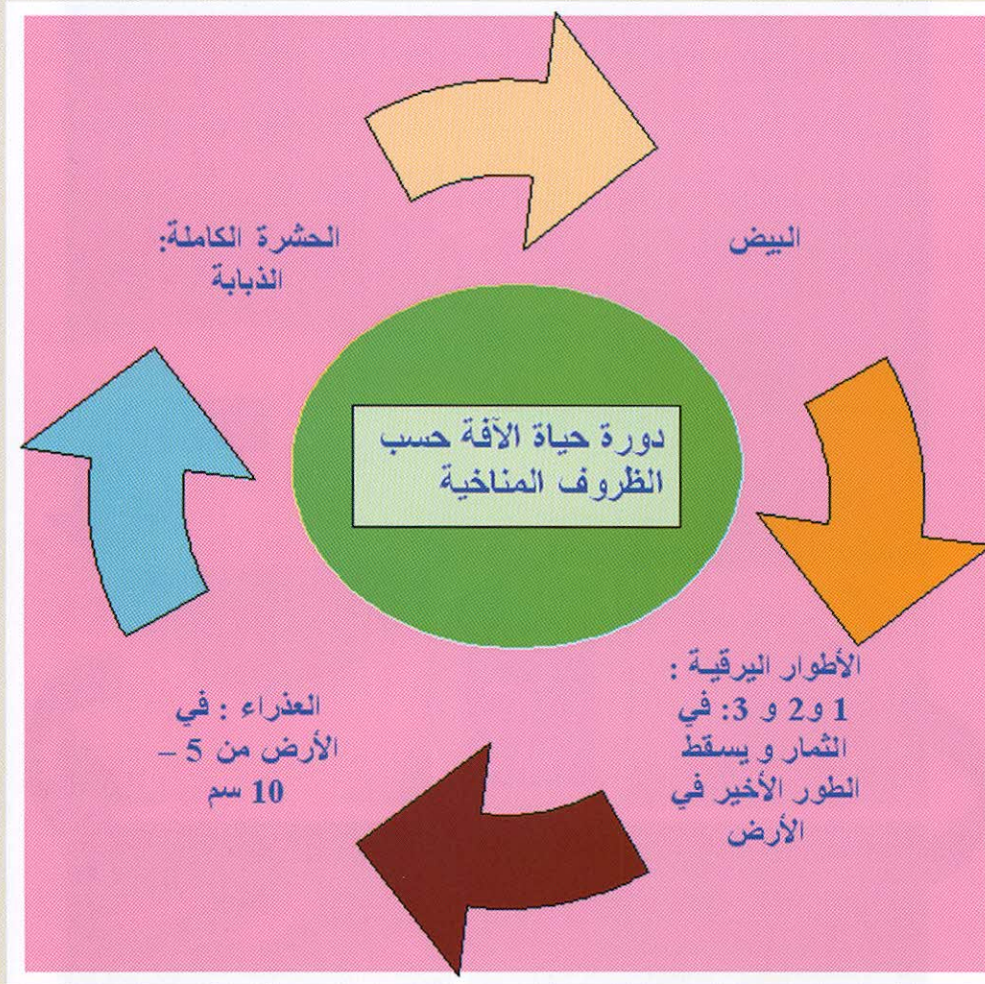 البيض
الحشرة الكاملة:
الذبابة
دورة حياة الآفة حسب
الظروف المناخية
الأطوار اليرقية :
1 و2 و 3: في
الثمار و يسقط
الطور الأخير في
الأرض
العذراء : في
الأرض من 5 –
10 سم